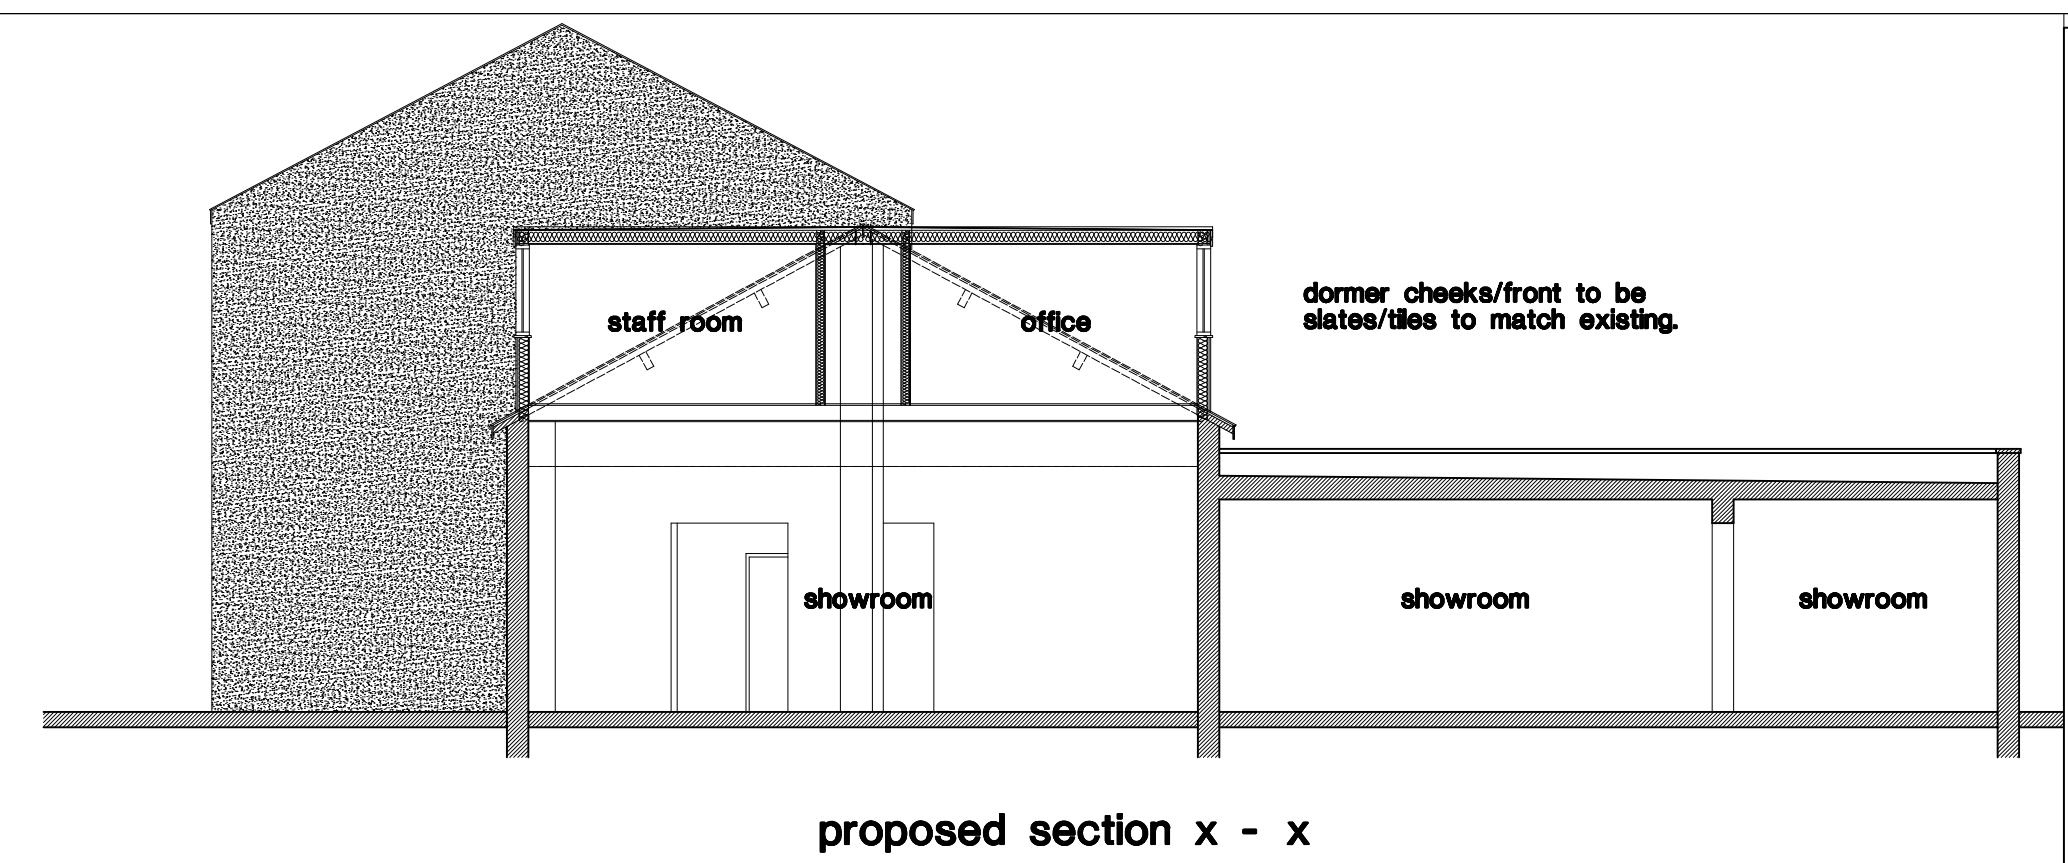 dormer cheeks/front to be
slates/tiles to match existing.
staff room
office
showroom
showroom
showroom
proposed section x - x